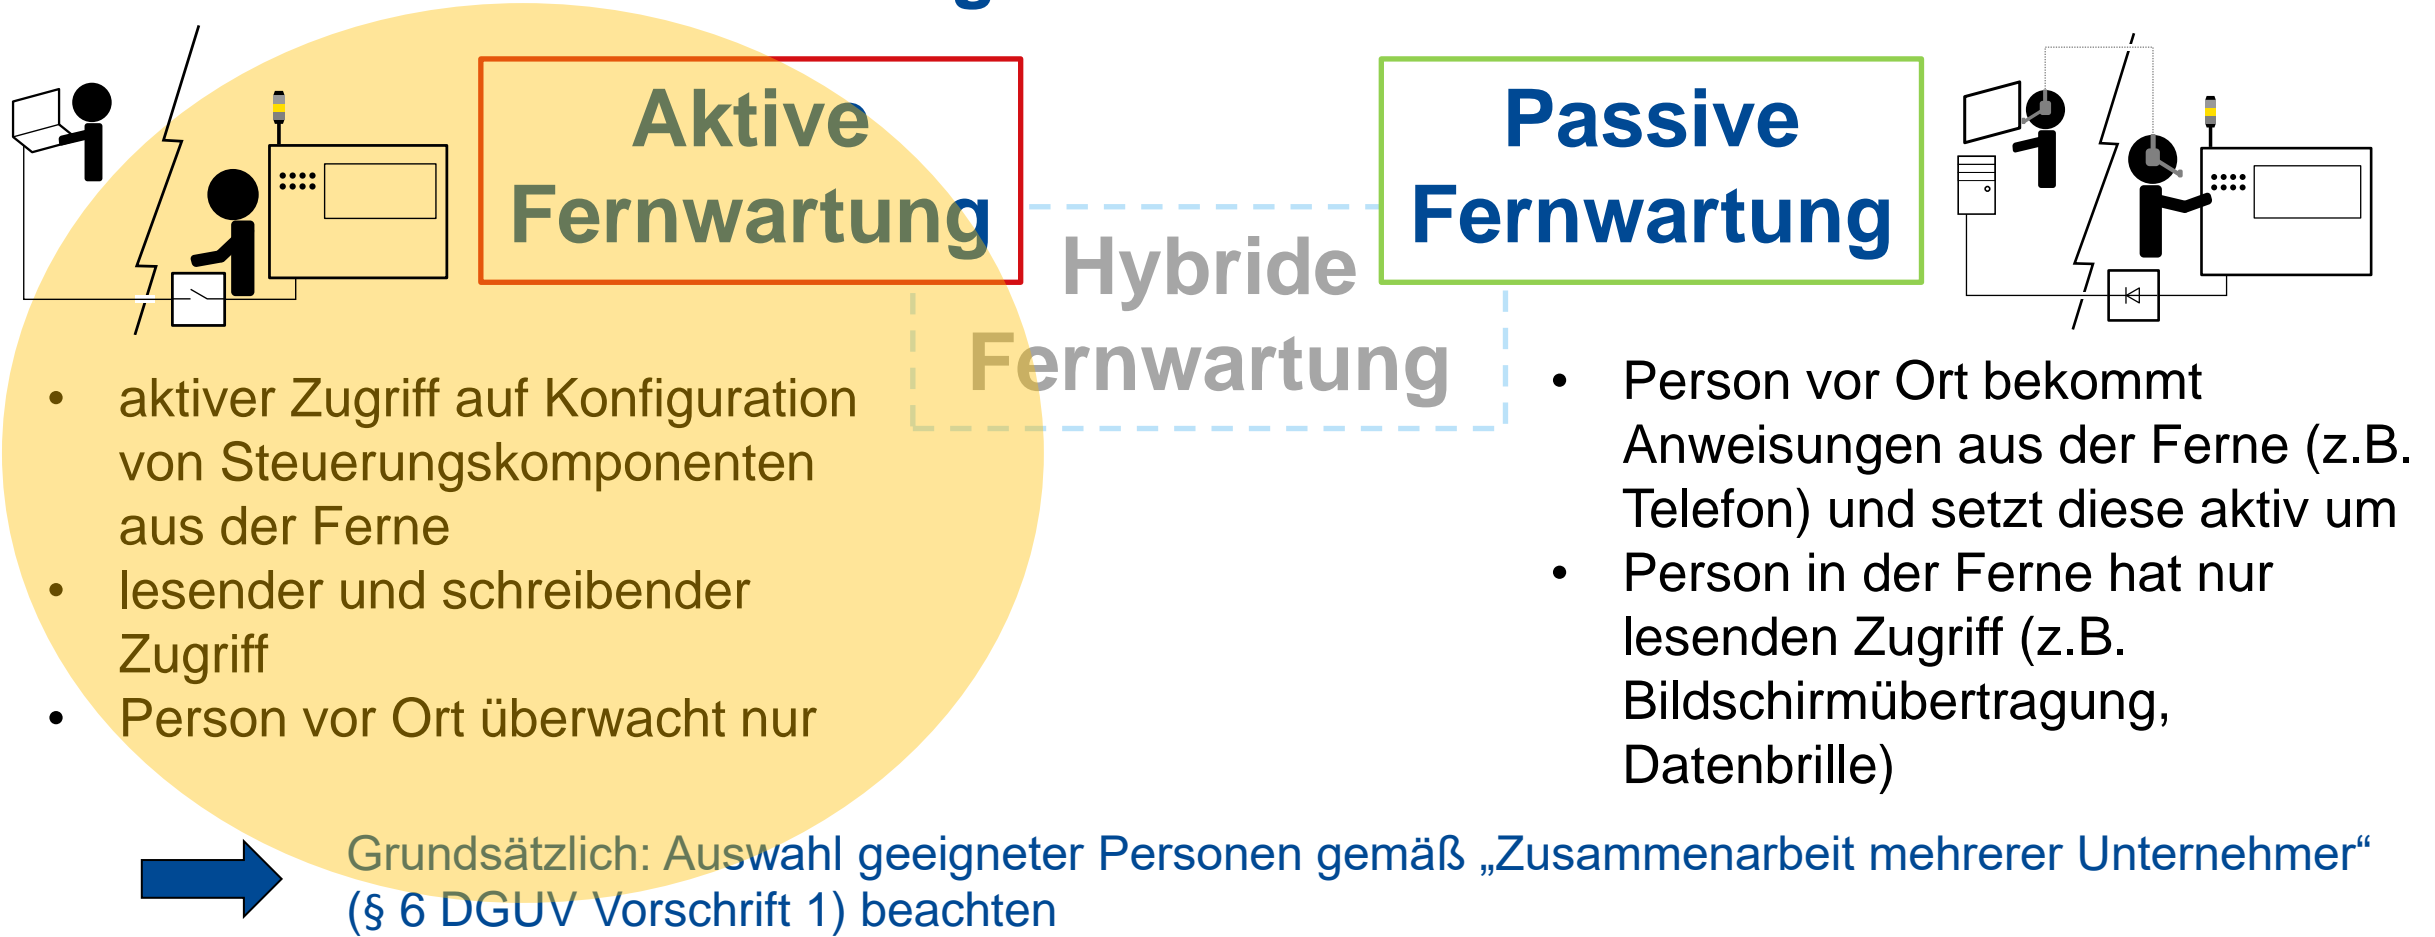 Aktive
Fernwartung
Hybride
Fernwartung
Passive
Fernwartung
• aktiver Zugriff auf Konfiguration
von Steuerungskomponenten
aus der Ferne
• lesender und schreibender
Zugriff
• Person vor Ort überwacht nur
• Person vor Ort bekommt
Anweisungen aus der Ferne (z.B.
Telefon) und setzt diese aktiv um
• Person in der Ferne hat nur
lesenden Zugriff (z.B.
Bildschirmübertragung,
Datenbrille)
Grundsätzlich: Auswahl geeigneter Personen gemäß „Zusammenarbeit mehrerer Unternehmer“
(§ 6 DGUV Vorschrift 1) beachten